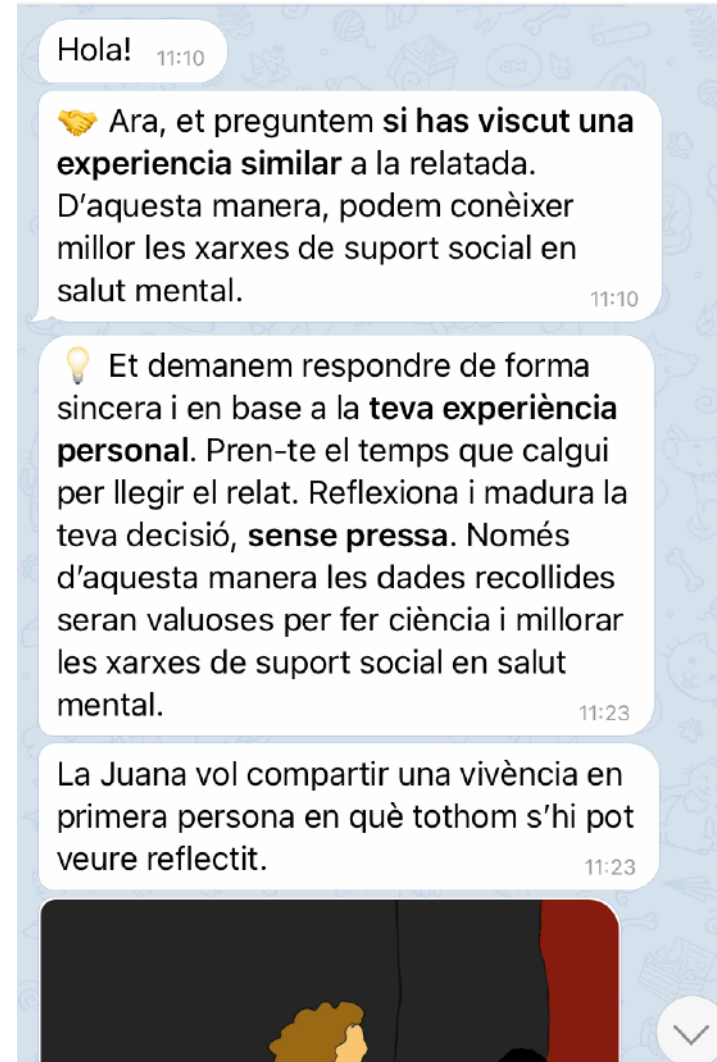 Hola! 11:10
🤝 Ara, et preguntem si has viscut una
experiencia similar a la relatada.
D’aquesta manera, podem conèixer
millor les xarxes de suport social en
salut mental. 11:10
💡 Et demanem respondre de forma
sincera i en base a la teva experiència
personal. Pren-te el temps que calgui
per llegir el relat. Reflexiona i madura la
teva decisió, sense pressa. Només
d’aquesta manera les dades recollides
seran valuoses per fer ciència i millorar
les xarxes de suport social en salut
mental. 11:23
La Juana vol compartir una vivència en
primera persona en què tothom s’hi pot
veure reflectit. 11:23